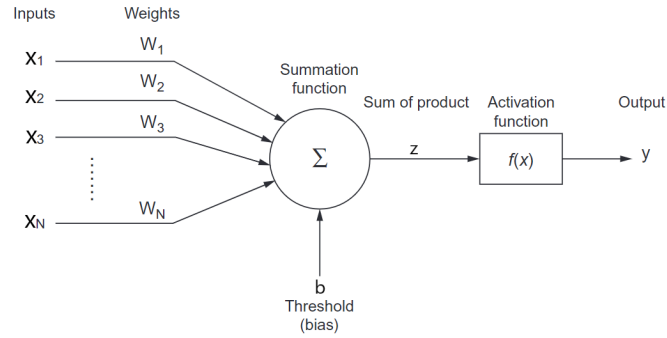 Inputs Weights
X1 W1
Summation
function
X2 W2
Sum of product
Activation
function
Output
X3 W3
Σ
z
f(x)
y
XN WN
b
Threshold
(bias)